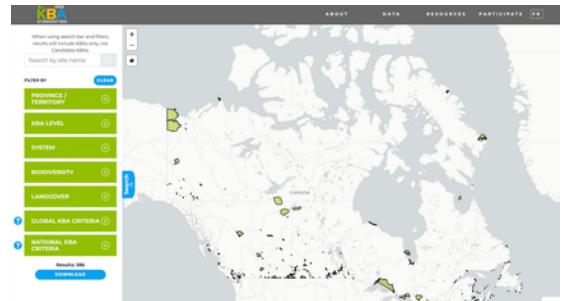 KBA
ABOUT
DATA
RESOURCES
PARTICIPATE
FR
When using search bar and filters,
results will include KBAs only, not
Candidate KBAs.
Search by site name
FILTER BY
CLEAR
PROVINCE /
TERRITORY
KBA LEVEL
SYSTEM
BIODIVERSITY
LANDCOVER
? GLOBAL KBA CRITERIA
? NATIONAL KBA
CRITERIA
DOWNLOAD
+
−
Search
CANADA